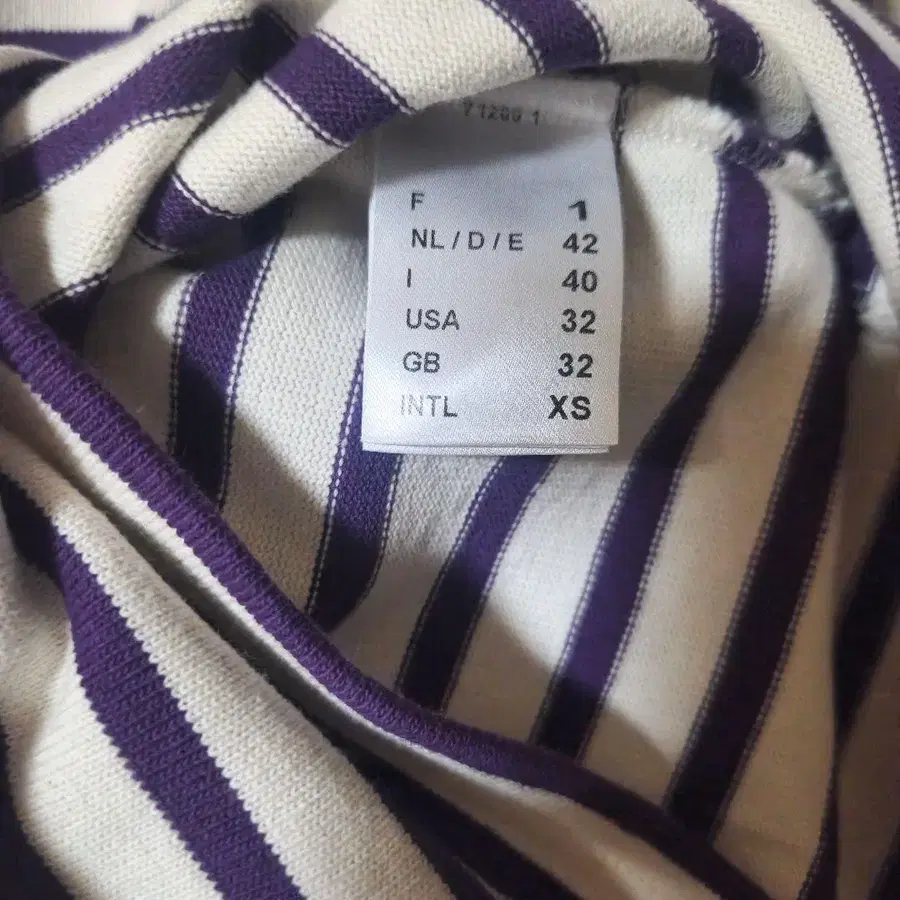 F 1
NL / D / E 42
I 40
USA 32
GB 32
INTL XS